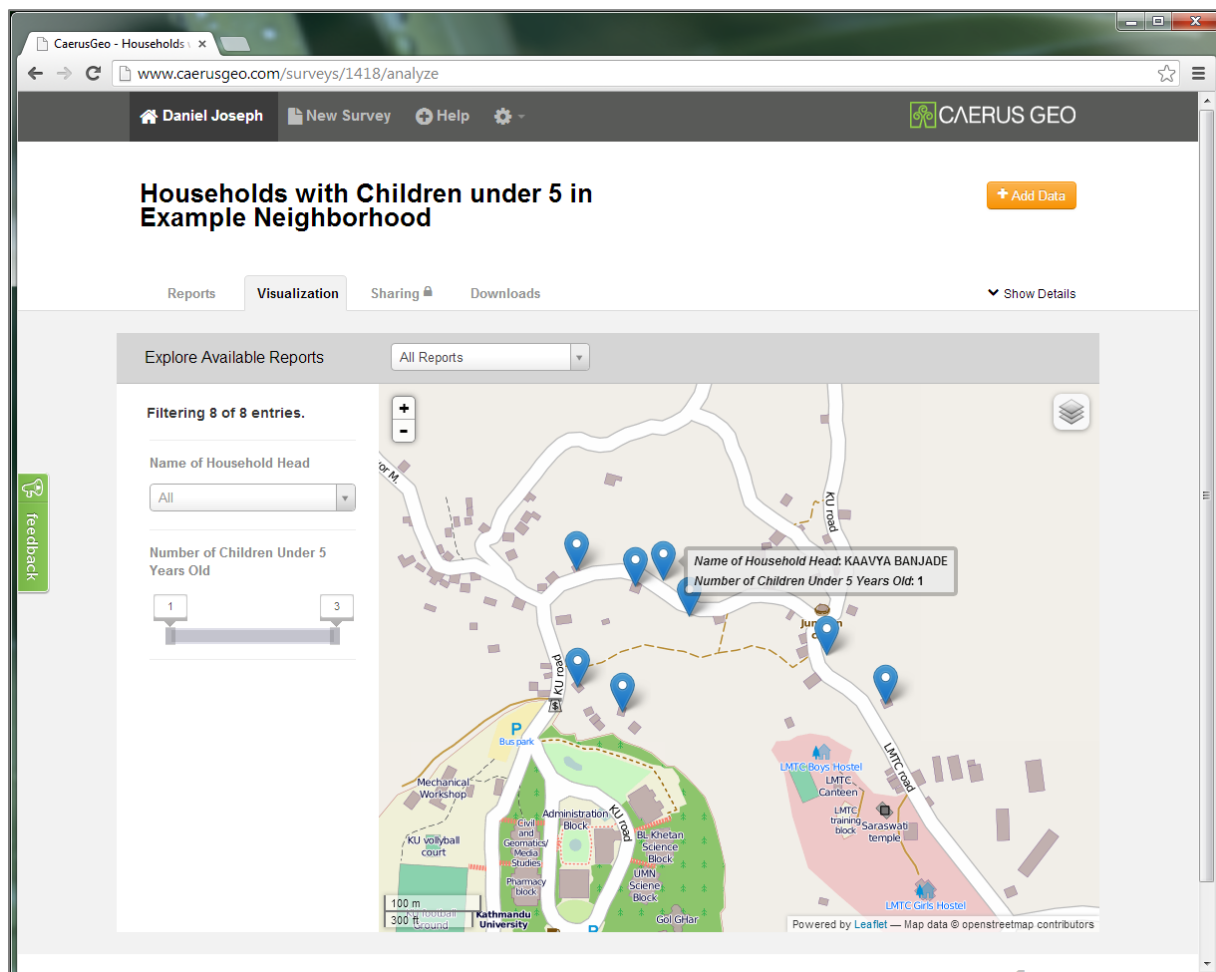 CaerusGeo - Households
www.caerusgeo.com/surveys/1418/analyze
Daniel Joseph
New Survey
Help
CAERUS GEO
Households with Children under 5 in
Example Neighborhood
+ Add Data
Reports
Visualization
Sharing
Downloads
Show Details
Explore Available Reports
All Reports
Filtering 8 of 8 entries.
Name of Household Head
All
Number of Children Under 5
Years Old
1
3
feedback
+
-
KU road
Name of Household Head: KAAVYA BANJADE
Number of Children Under 5 Years Old: 1
KU road
P
Bus park
Mechanical
Workshop
KU vollyball
court
Civil
and
Geomatics/
Media
Studies
Pharmacy
block
Administration
Block
KU road
BL Khetan
Science
Block
UMN
Sciene
Block
Gol GHar
Kathmandu
University
P
LMTC Boys Hostel
LMTC
Canteen
LMTC
training
block
Saraswati
temple
LMTC road
LMTC Girls Hostel
100 m
300 ft
Powered by Leaflet — Map data © openstreetmap contributors